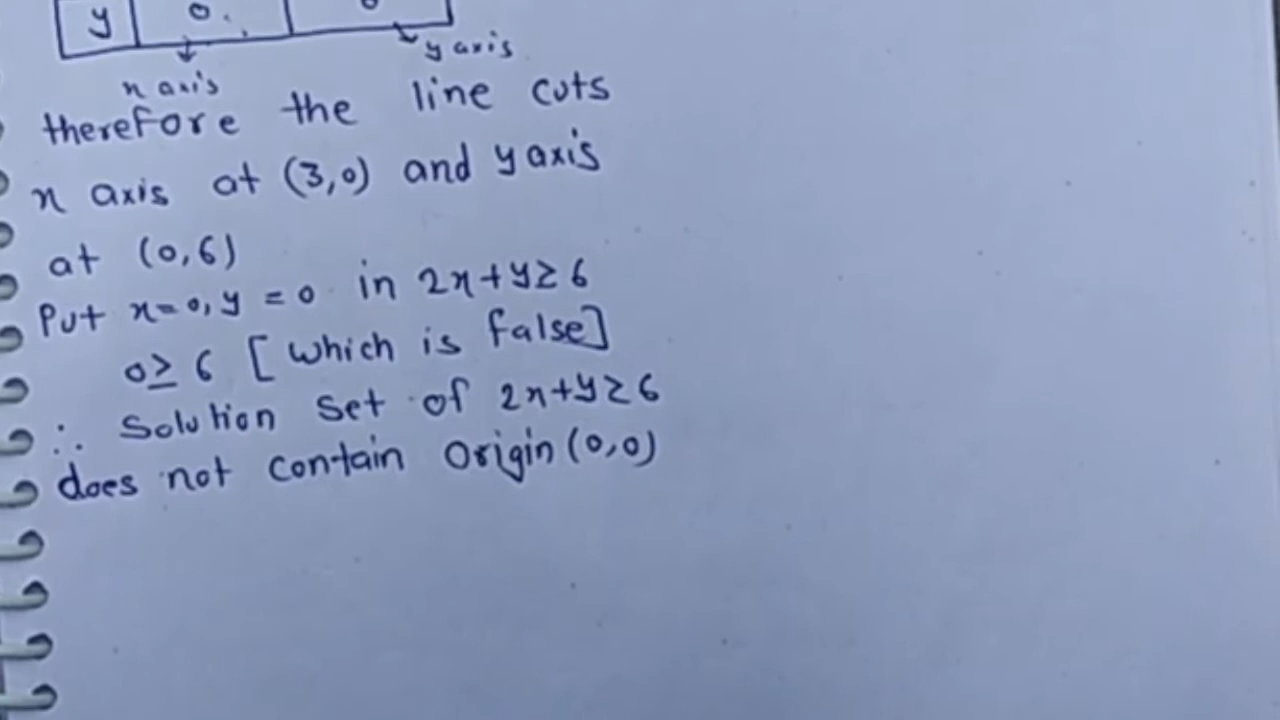 y 0 6
x axis y axis
therefore the line cuts
x axis at (3,0) and y axis
at (0,6)
Put x=0, y = 0 in 2x+y≥6
0≥ 6 [which is false]
∴ Solution set of 2x+y≥6
does not contain Origin (0,0)